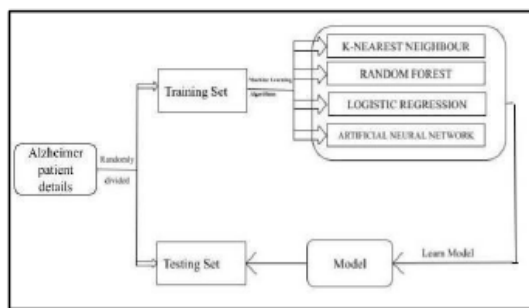 K-NEAREST NEIGHBOUR
RANDOM FOREST
LOGISTIC REGRESSION
ARTIFICIAL NEURAL NETWORK
Training Set
Machine Learning
Algorithms
Alzheimer
patient
details
Randomly
divided
Testing Set
Model
Learn Model